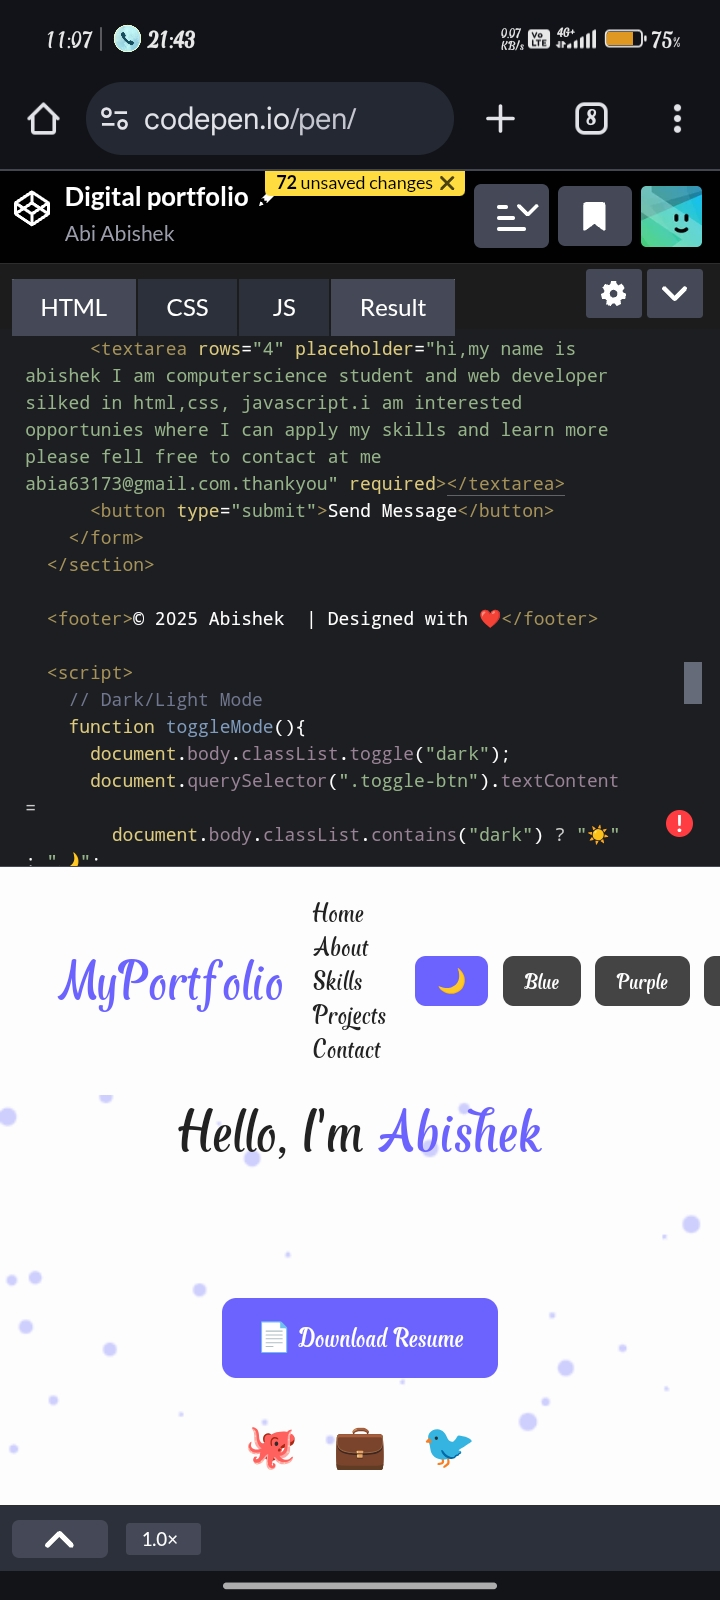 11:07 21:43 0.07 KB/s Vo LTE 4G+ 75%
codepen.io/pen/ 8
72 unsaved changes
Digital portfolio
Abi Abishek
HTML CSS JS Result
<textarea rows="4" placeholder="hi,my name is
abishek I am computerscience student and web developer
silked in html,css, javascript.i am interested
opportunies where I can apply my skills and learn more
please fell free to contact at me
abia63173@gmail.com.thankyou" required></textarea>
<button type="submit">Send Message</button>
</form>
</section>
<footer>© 2025 Abishek  | Designed with ❤️</footer>
<script>
// Dark/Light Mode
function toggleMode(){
document.body.classList.toggle("dark");
document.querySelector(".toggle-btn").textContent
=
document.body.classList.contains("dark") ? "☀️"
: "🌙";
Home
About
MyPortfolio Skills 🌙 Blue Purple
Projects
Contact
Hello, I'm Abishek
📄 Download Resume
1.0×